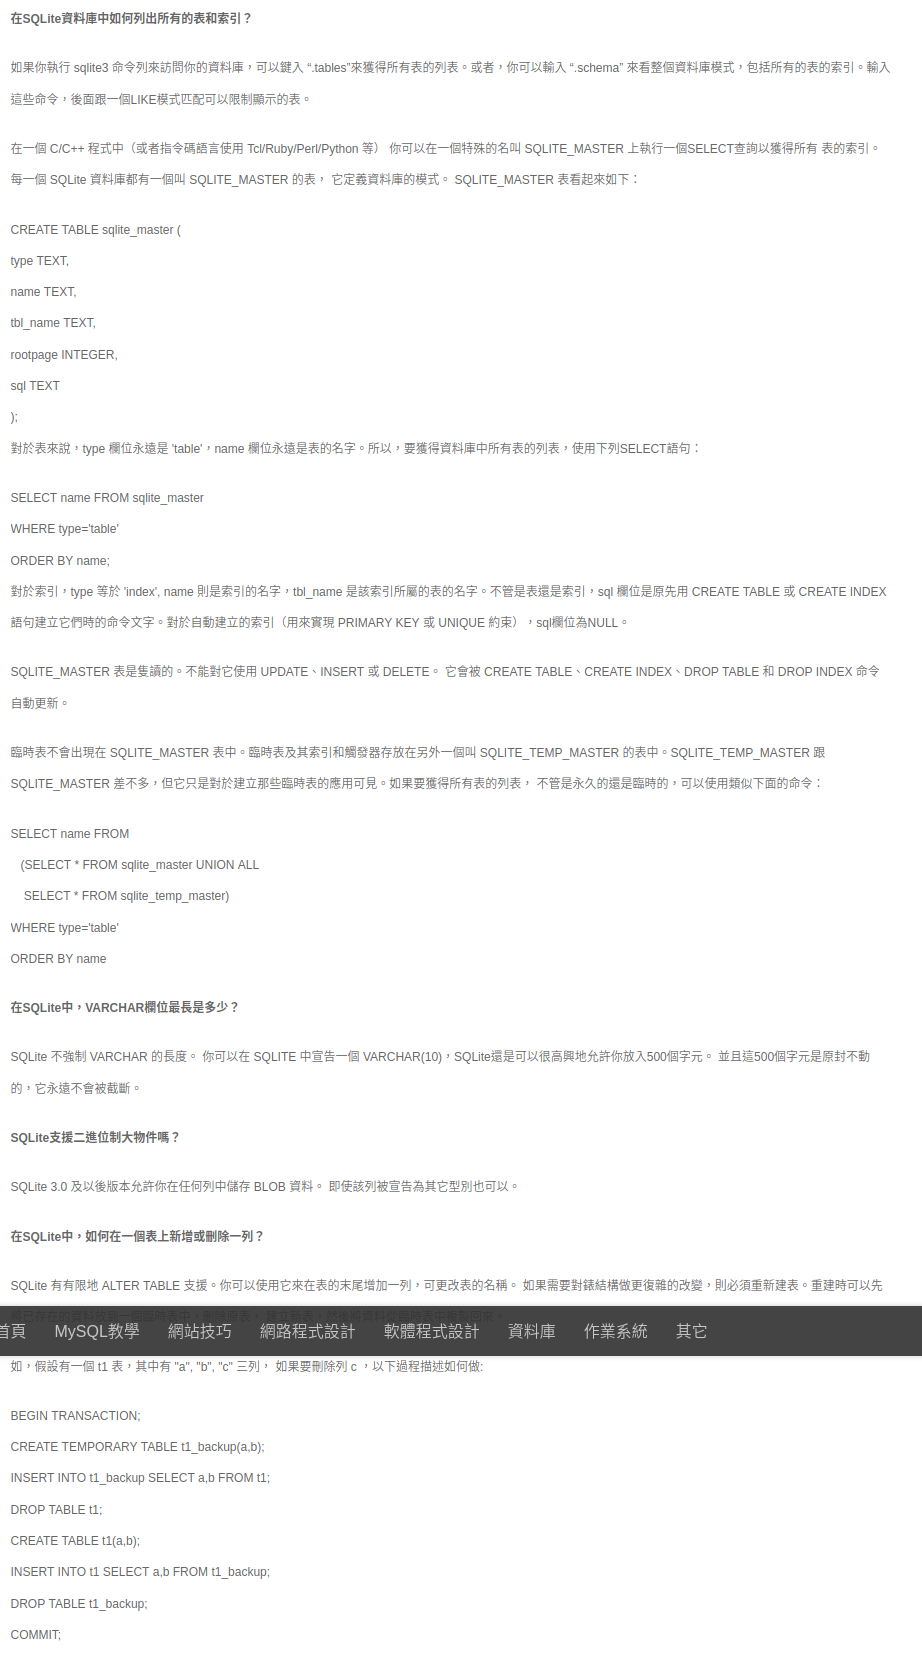 在SQLite資料庫中如何列出所有的表和索引？
如果你執行 sqlite3 命令列來訪問你的資料庫，可以鍵入 “.tables”來獲得所有表的列表。或者，你可以輸入 “.schema” 來看整個資料庫模式，包括所有的表的索引。輸入
這些命令，後面跟一個LIKE模式匹配可以限制顯示的表。
在一個 C/C++ 程式中（或者指令碼語言使用 Tcl/Ruby/Perl/Python 等） 你可以在一個特殊的名叫 SQLITE_MASTER 上執行一個SELECT查詢以獲得所有 表的索引。
每一個 SQLite 資料庫都有一個叫 SQLITE_MASTER 的表， 它定義資料庫的模式。 SQLITE_MASTER 表看起來如下：
CREATE TABLE sqlite_master (
type TEXT,
name TEXT,
tbl_name TEXT,
rootpage INTEGER,
sql TEXT
);
對於表來說，type 欄位永遠是 'table'，name 欄位永遠是表的名字。所以，要獲得資料庫中所有表的列表，使用下列SELECT語句：
SELECT name FROM sqlite_master
WHERE type='table'
ORDER BY name;
對於索引，type 等於 'index', name 則是索引的名字，tbl_name 是該索引所屬的表的名字。不管是表還是索引，sql 欄位是原先用 CREATE TABLE 或 CREATE INDEX
語句建立它們時的命令文字。對於自動建立的索引（用來實現 PRIMARY KEY 或 UNIQUE 約束），sql欄位為NULL。
SQLITE_MASTER 表是隻讀的。不能對它使用 UPDATE、INSERT 或 DELETE。 它會被 CREATE TABLE、CREATE INDEX、DROP TABLE 和 DROP INDEX 命令
自動更新。
臨時表不會出現在 SQLITE_MASTER 表中。臨時表及其索引和觸發器存放在另外一個叫 SQLITE_TEMP_MASTER 的表中。SQLITE_TEMP_MASTER 跟
SQLITE_MASTER 差不多，但它只是對於建立那些臨時表的應用可見。如果要獲得所有表的列表， 不管是永久的還是臨時的，可以使用類似下面的命令：
SELECT name FROM
(SELECT * FROM sqlite_master UNION ALL
SELECT * FROM sqlite_temp_master)
WHERE type='table'
ORDER BY name
在SQLite中，VARCHAR欄位最長是多少？
SQLite 不強制 VARCHAR 的長度。 你可以在 SQLITE 中宣告一個 VARCHAR(10)，SQLite還是可以很高興地允許你放入500個字元。 並且這500個字元是原封不動
的，它永遠不會被截斷。
SQLite支援二進位制大物件嗎？
SQLite 3.0 及以後版本允許你在任何列中儲存 BLOB 資料。 即使該列被宣告為其它型別也可以。
在SQLite中，如何在一個表上新增或刪除一列？
SQLite 有有限地 ALTER TABLE 支援。你可以使用它來在表的末尾增加一列，可更改表的名稱。 如果需要對錶結構做更復雜的改變，則必須重新建表。重建時可以先
首頁 MySQL教學 網站技巧 網路程式設計 軟體程式設計 資料庫 作業系統 其它
如，假設有一個 t1 表，其中有 "a", "b", "c" 三列， 如果要刪除列 c ，以下過程描述如何做:
BEGIN TRANSACTION;
CREATE TEMPORARY TABLE t1_backup(a,b);
INSERT INTO t1_backup SELECT a,b FROM t1;
DROP TABLE t1;
CREATE TABLE t1(a,b);
INSERT INTO t1 SELECT a,b FROM t1_backup;
DROP TABLE t1_backup;
COMMIT;